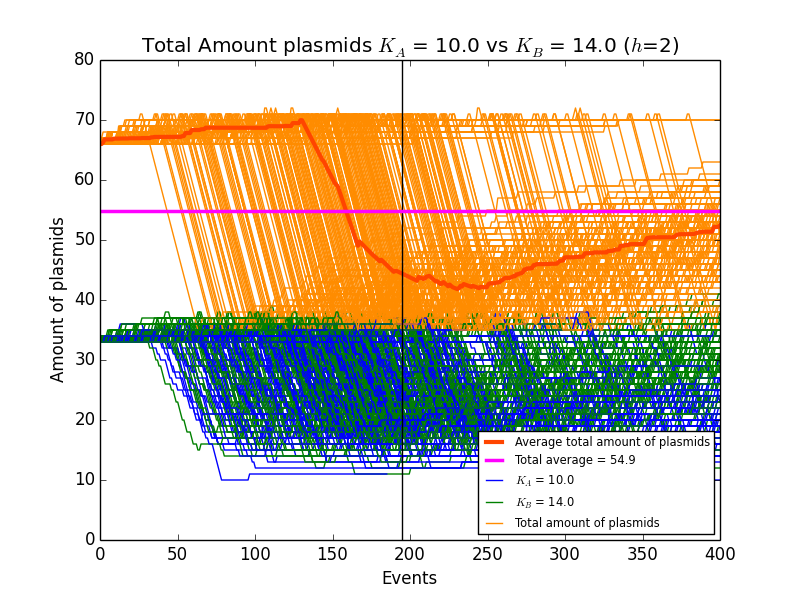 Total Amount plasmids K_A = 10.0 vs K_B = 14.0 (h=2)
80
70
60
50
40
30
20
10
0
Amount of plasmids
0 50 100 150 200 250 300 350 400
Events
Average total amount of plasmids
Total average = 54.9
K_A = 10.0
K_B = 14.0
Total amount of plasmids